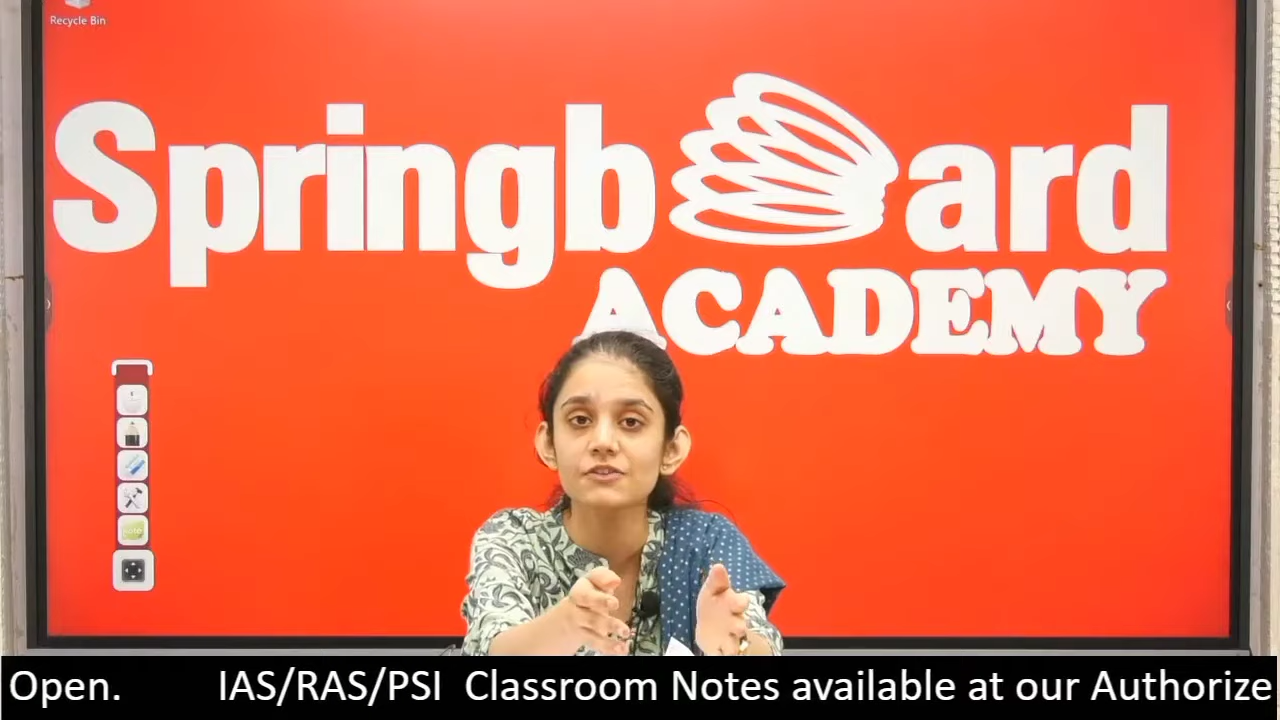 Recycle Bin
Springboard
ACADEMY
Open. IAS/RAS/PSI Classroom Notes available at our Authorize